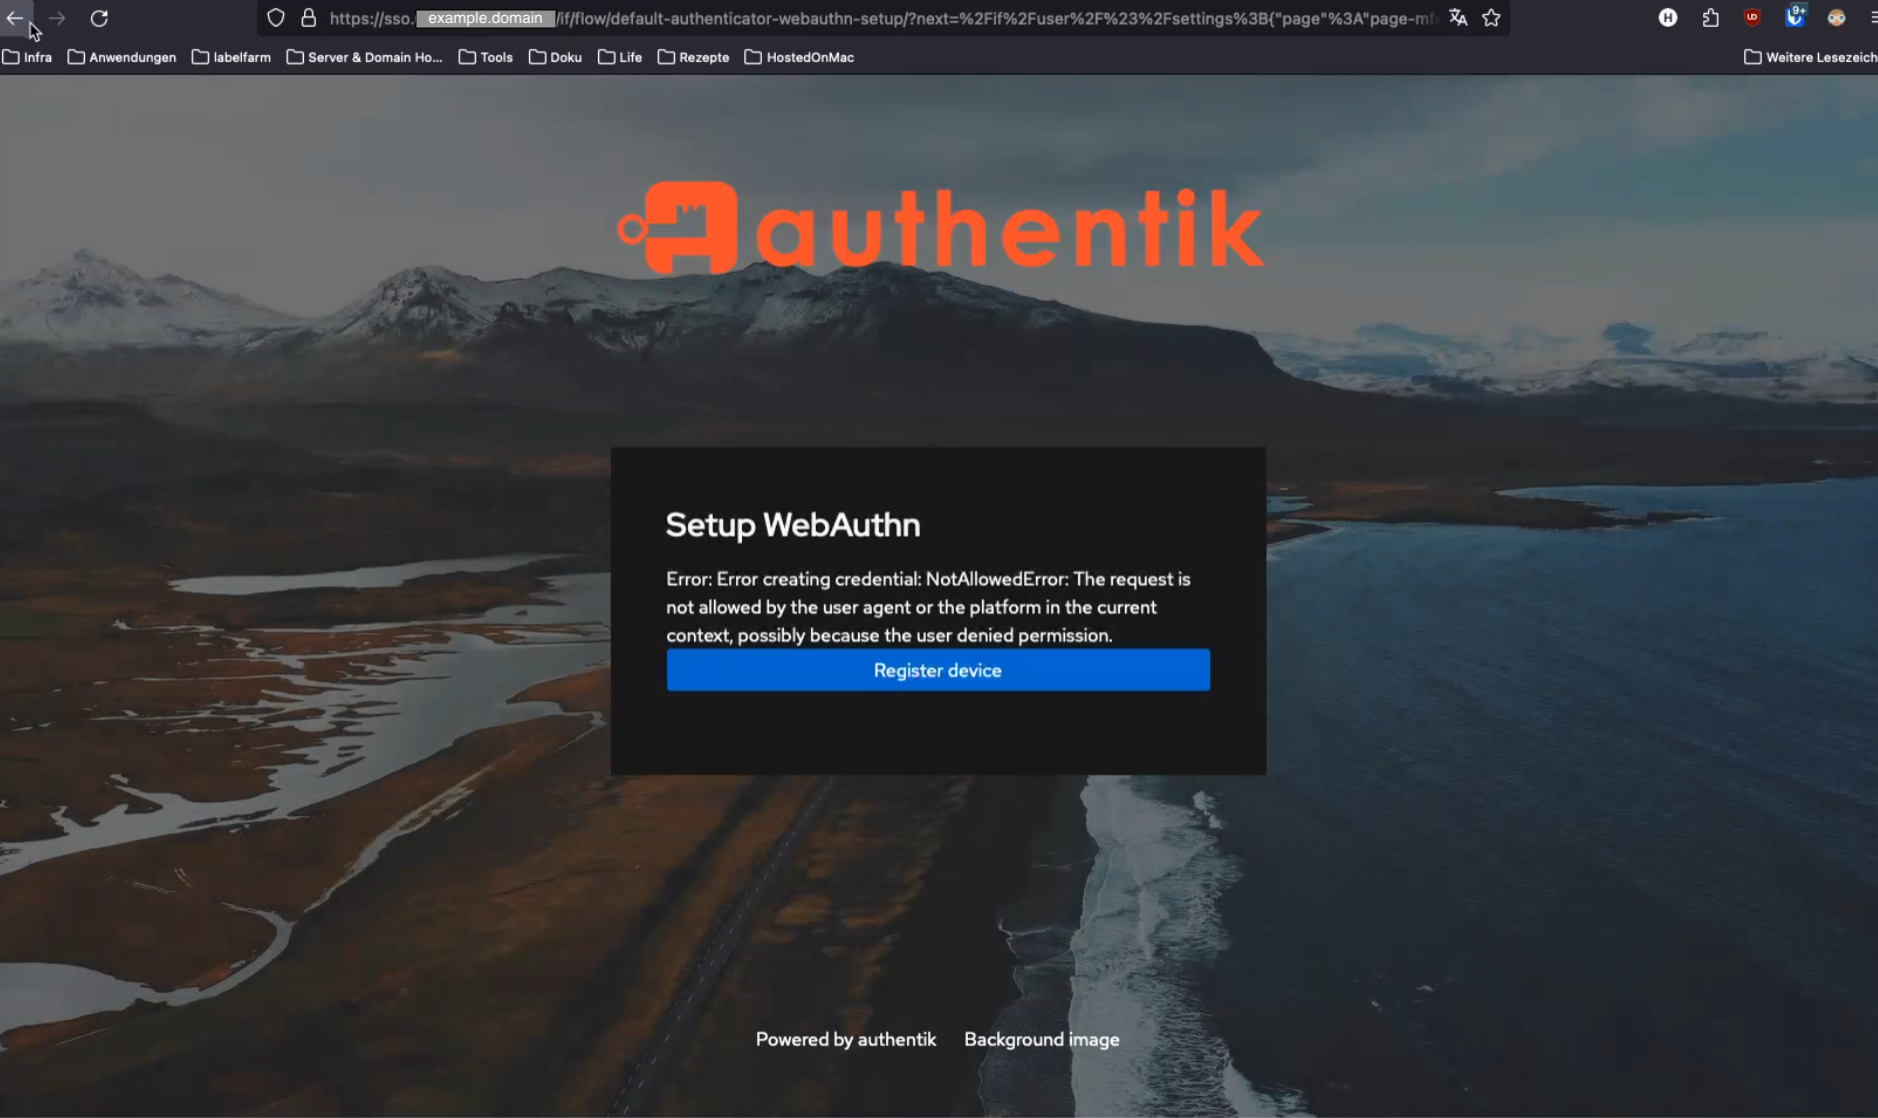 https://sso. example.domain /if/flow/default-authenticator-webauthn-setup/?next=%2Fif%2Fuser%2F%23%2Fsettings%3B{"page"%3A"page-mf
H
UD
9+
Infra
Anwendungen
labelfarm
Server & Domain Ho...
Tools
Doku
Life
Rezepte
HostedOnMac
Weitere Lesezeich
authentik
Setup WebAuthn
Error: Error creating credential: NotAllowedError: The request is
not allowed by the user agent or the platform in the current
context, possibly because the user denied permission.
Register device
Powered by authentik
Background image